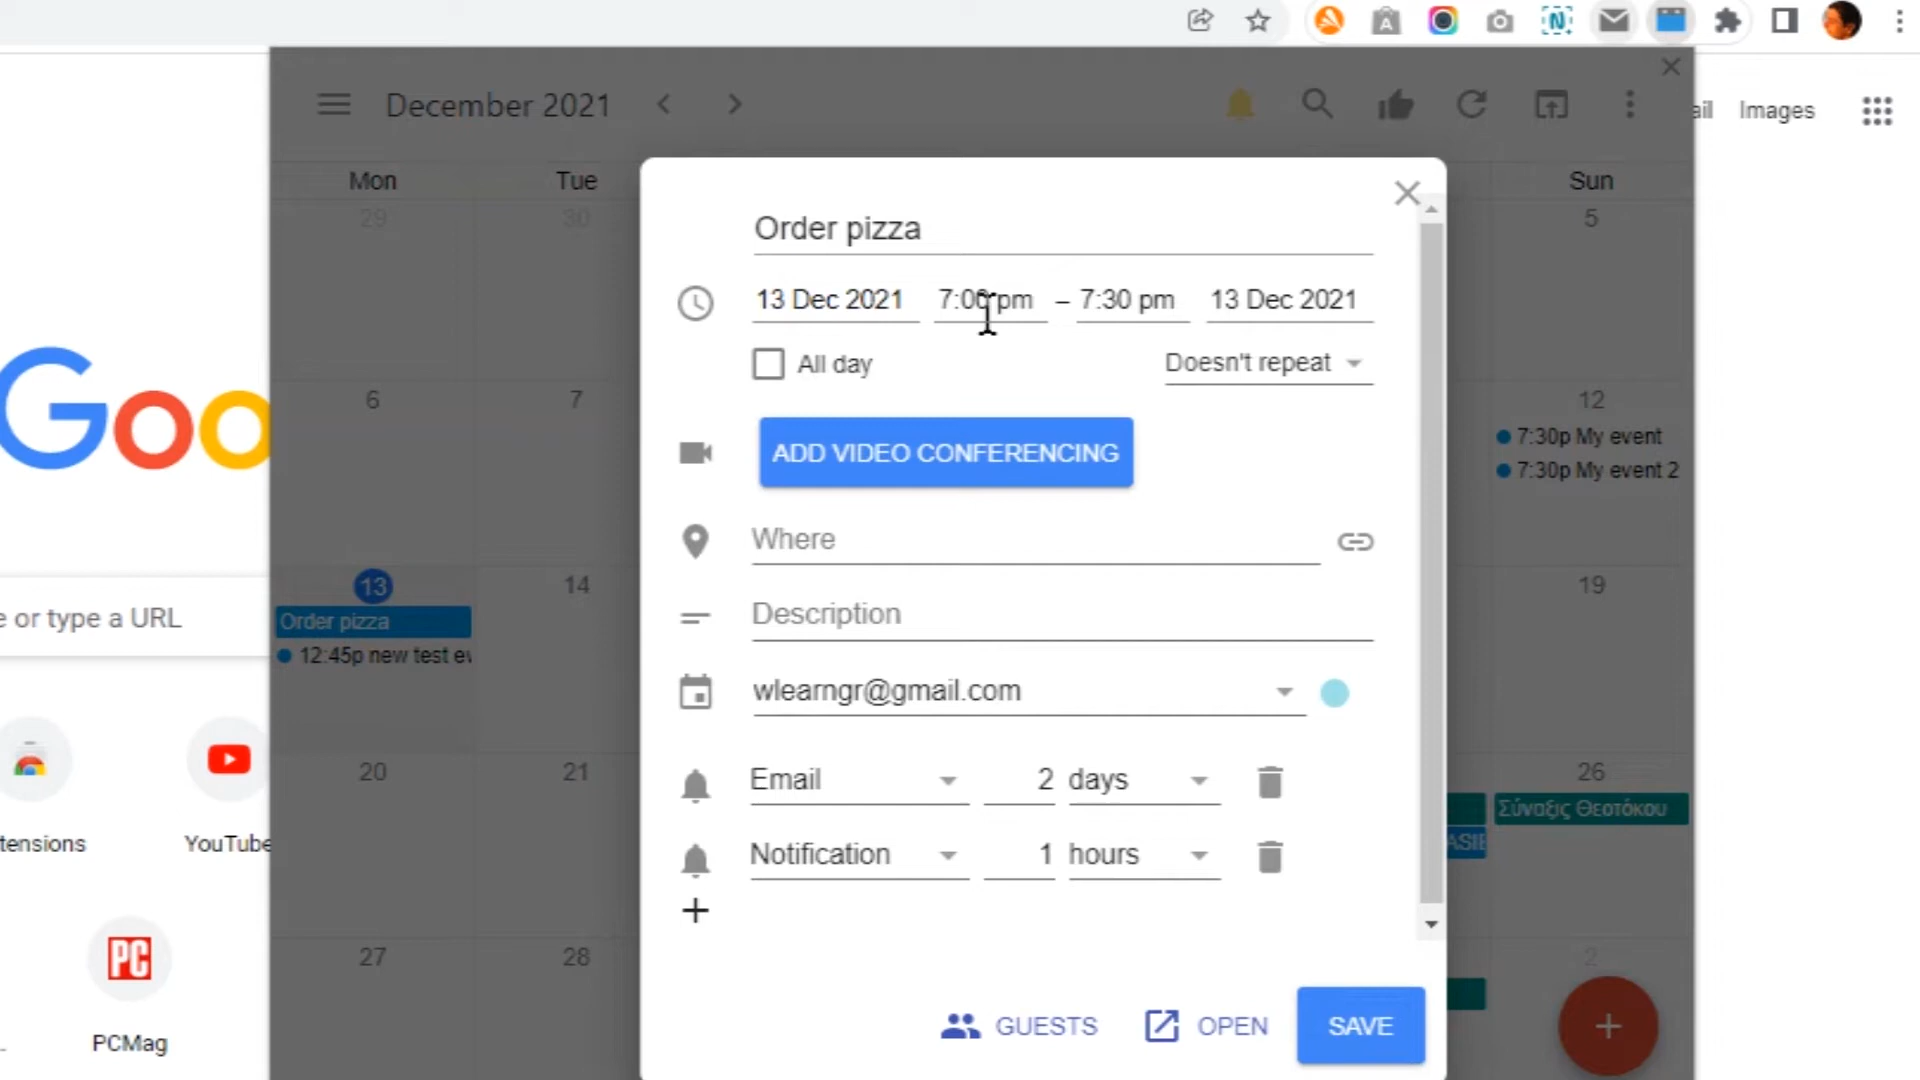 ail Images
December 2021
Mon Tue Sun
29 30 5
Order pizza
13 Dec 2021 7:00 pm – 7:30 pm 13 Dec 2021
All day Doesn't repeat
Goo
6 7 12
7:30p My event
7:30p My event 2
ADD VIDEO CONFERENCING
Where
13 14 19
e or type a URL
Order pizza
12:45p new test ev
Description
wlearngr@gmail.com
20 21 26
Email 2 days
Σύναξις Θεοτόκου
ASIE
tensions YouTube
Notification 1 hours
27 28 2
PC
PCMag
GUESTS OPEN SAVE